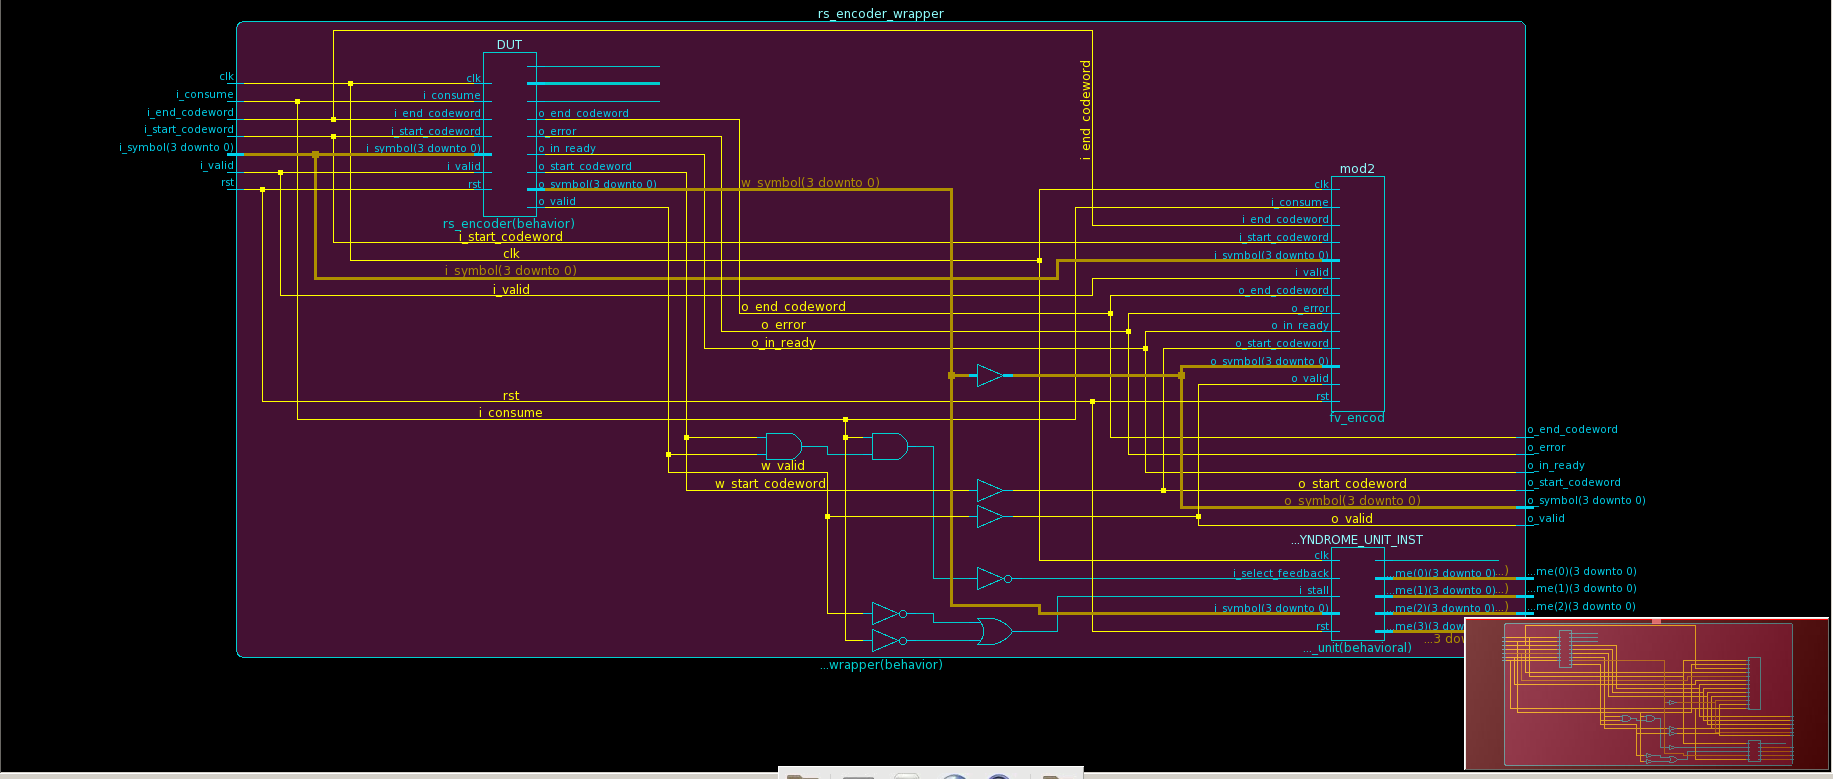 rs_encoder_wrapper
DUT
clk
i_consume
i_end_codeword
i_start_codeword
i_symbol(3 downto 0)
i_valid
rst
clk
i_consume
i_end_codeword
i_start_codeword
i_symbol(3 downto 0)
i_valid
rst
o_end_codeword
o_error
o_in_ready
o_start_codeword
o_symbol(3 downto 0)
o_valid
rs_encoder(behavior)
w_symbol(3 downto 0)
i_end_codeword
i_start_codeword
clk
i_symbol(3 downto 0)
i_valid
o_end_codeword
o_error
o_in_ready
rst
i_consume
mod2
clk
i_consume
i_end_codeword
i_start_codeword
i_symbol(3 downto 0)
i_valid
o_end_codeword
o_error
o_in_ready
o_start_codeword
o_symbol(3 downto 0)
o_valid
rst
fv_encod
w_valid
w_start_codeword
o_start_codeword
o_symbol(3 downto 0)
o_valid
o_end_codeword
o_error
o_in_ready
o_start_codeword
o_symbol(3 downto 0)
o_valid
...YNDROME_UNIT_INST
clk
i_select_feedback
i_stall
i_symbol(3 downto 0)
rst
...me(0)(3 downto 0)...)
...me(1)(3 downto 0)...)
...me(2)(3 downto 0)...)
...me(3)(3 dow
...3 dow
..._unit(behavioral)
...me(0)(3 downto 0)
...me(1)(3 downto 0)
...me(2)(3 downto 0)
...wrapper(behavior)